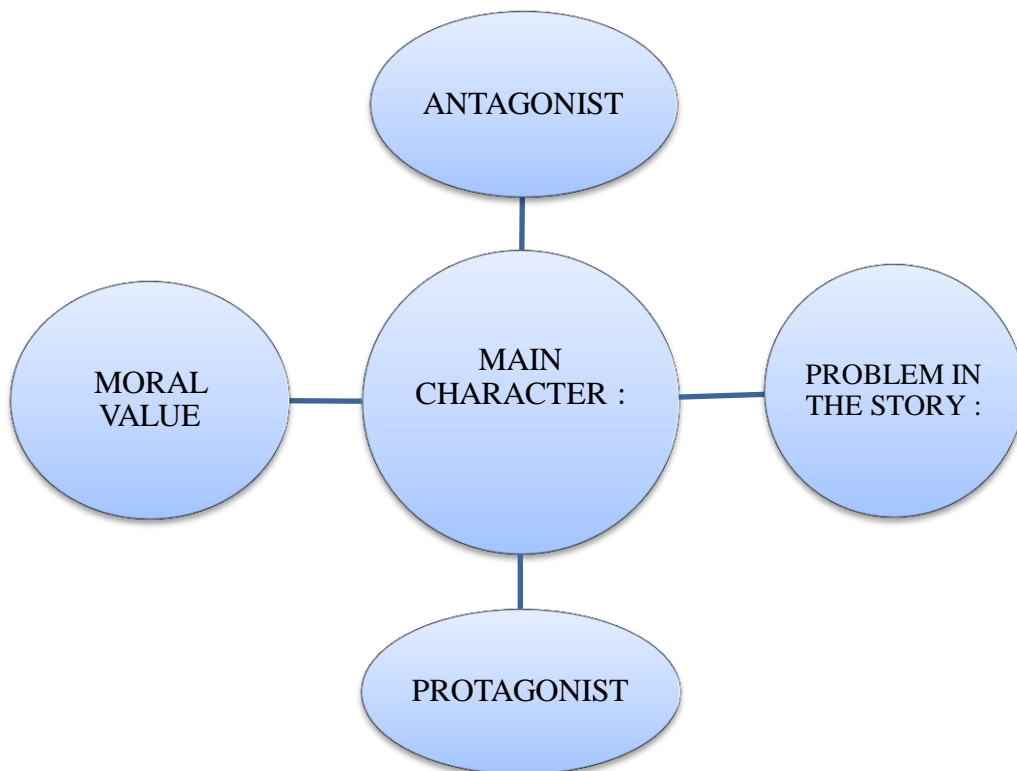 ANTAGONIST
MORAL
VALUE
MAIN
CHARACTER :
PROBLEM IN
THE STORY :
PROTAGONIST